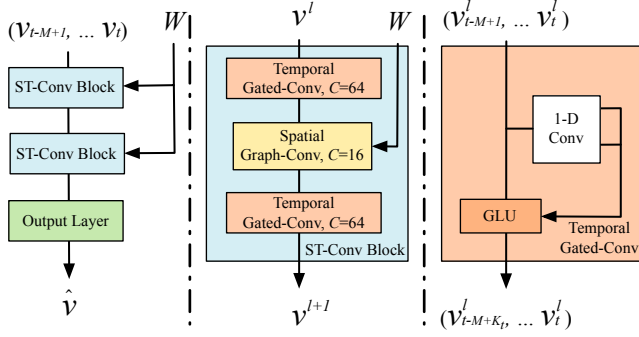 (v_{t-M+1}, ... v_t)
W
ST-Conv Block
ST-Conv Block
Output Layer
v̂
v^l
W
Temporal
Gated-Conv, C=64
Spatial
Graph-Conv, C=16
Temporal
Gated-Conv, C=64
ST-Conv Block
v^{l+1}
(v^l_{t-M+1}, ... v^l_t)
1-D
Conv
GLU
Temporal
Gated-Conv
(v^l_{t-M+K_t}, ... v^l_t)